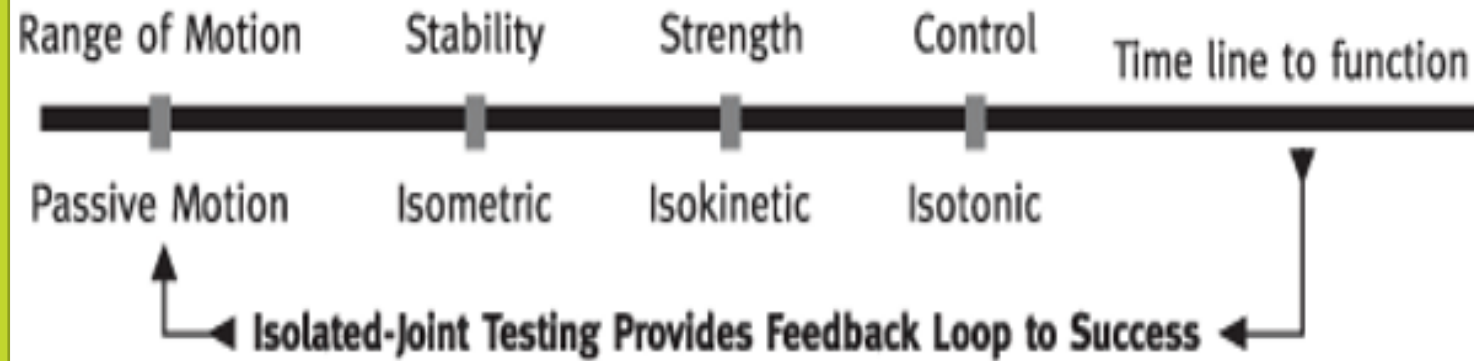 Range of Motion Stability Strength Control Time line to function
Passive Motion Isometric Isokinetic Isotonic
Isolated-Joint Testing Provides Feedback Loop to Success